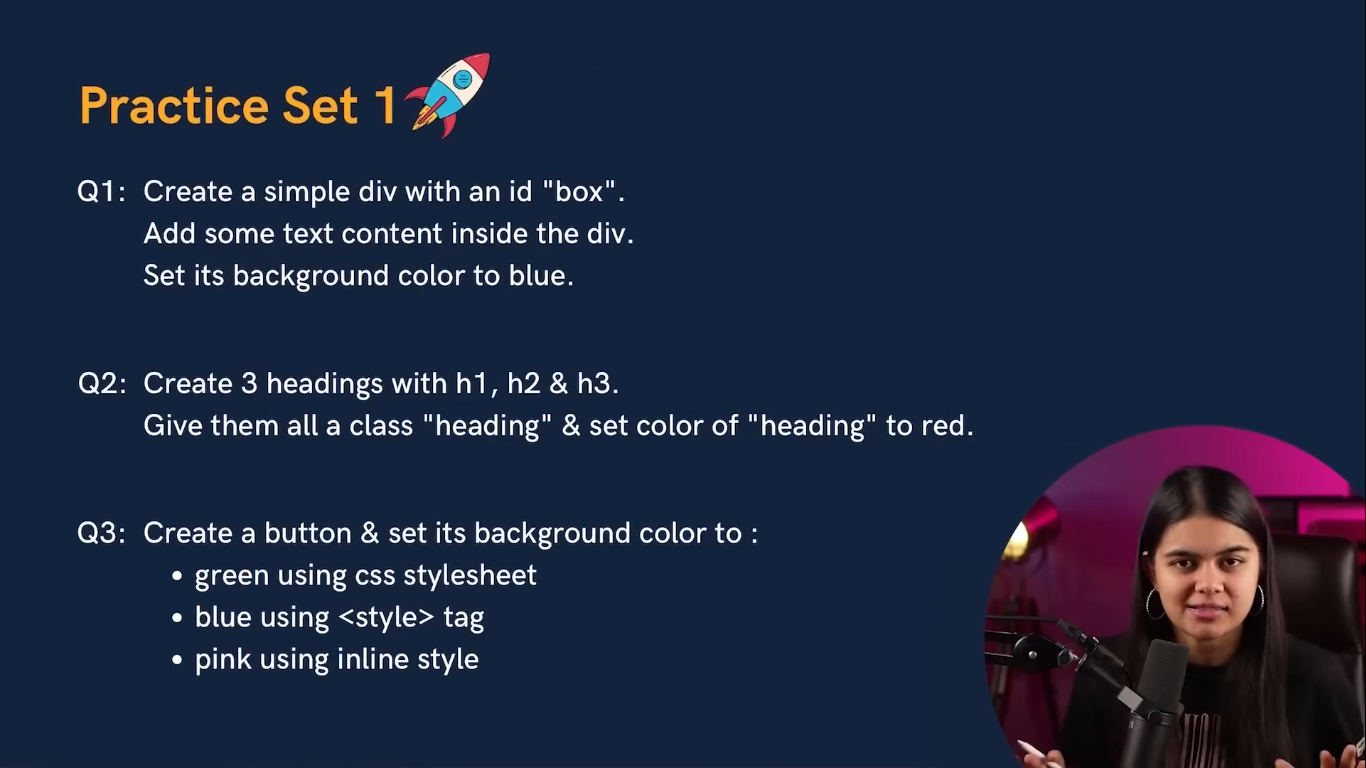 Practice Set 1
Q1: Create a simple div with an id "box".
Add some text content inside the div.
Set its background color to blue.
Q2: Create 3 headings with h1, h2 & h3.
Give them all a class "heading" & set color of "heading" to red.
Q3: Create a button & set its background color to :
• green using css stylesheet
• blue using <style> tag
• pink using inline style